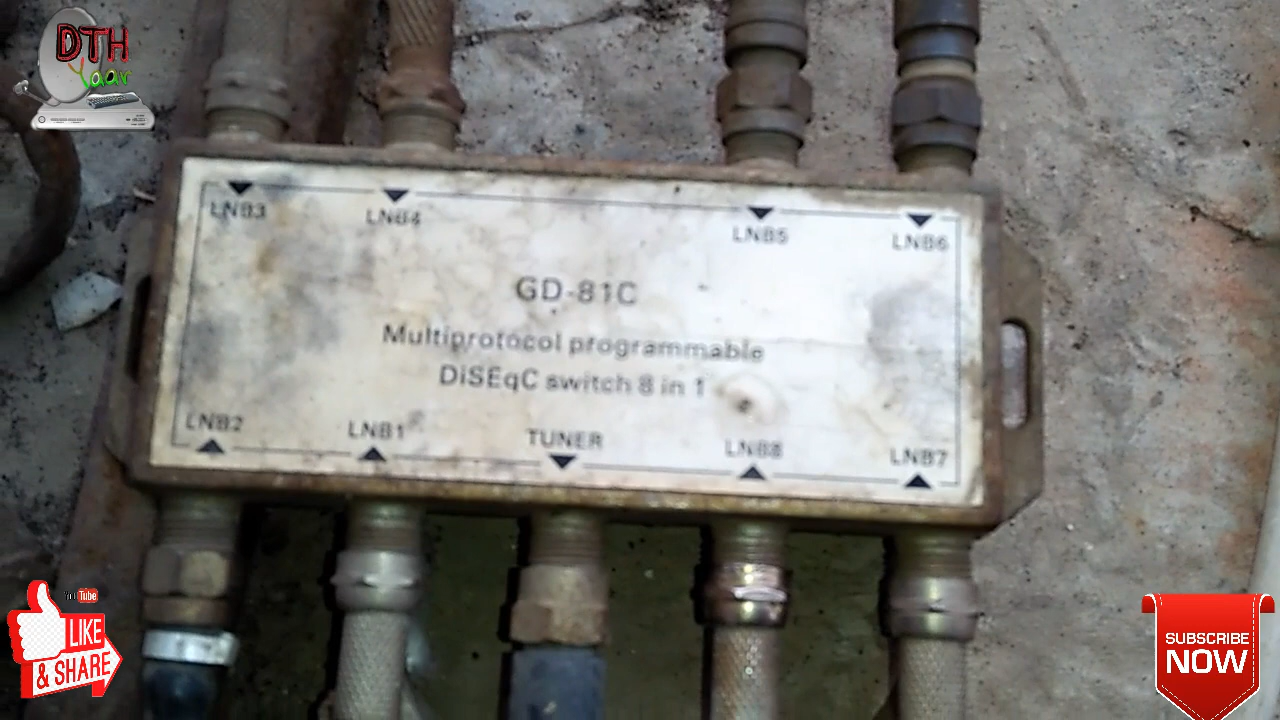 DTH
Yaar
LNB3 LNB4 LNB5 LNB6
GD-81C
Multiprotocol programmable
DiSEqC switch 8 in 1
LNB2 LNB1 TUNER LNB8 LNB7
YouTube
LIKE
& SHARE
SUBSCRIBE
NOW